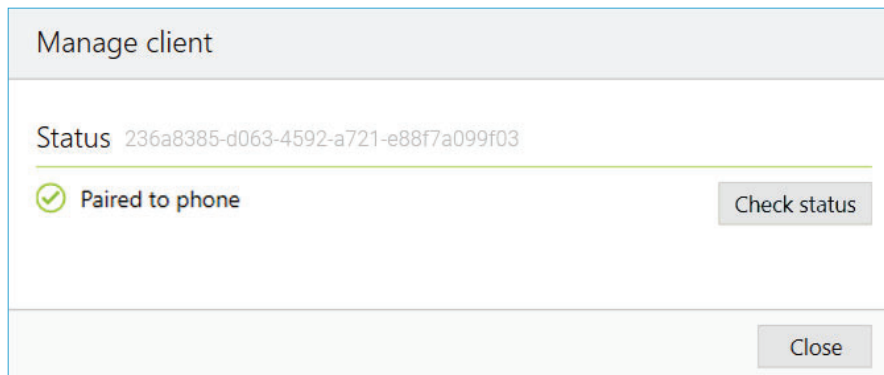 Manage client
Status 236a8385-d063-4592-a721-e88f7a099f03
Paired to phone
Check status
Close